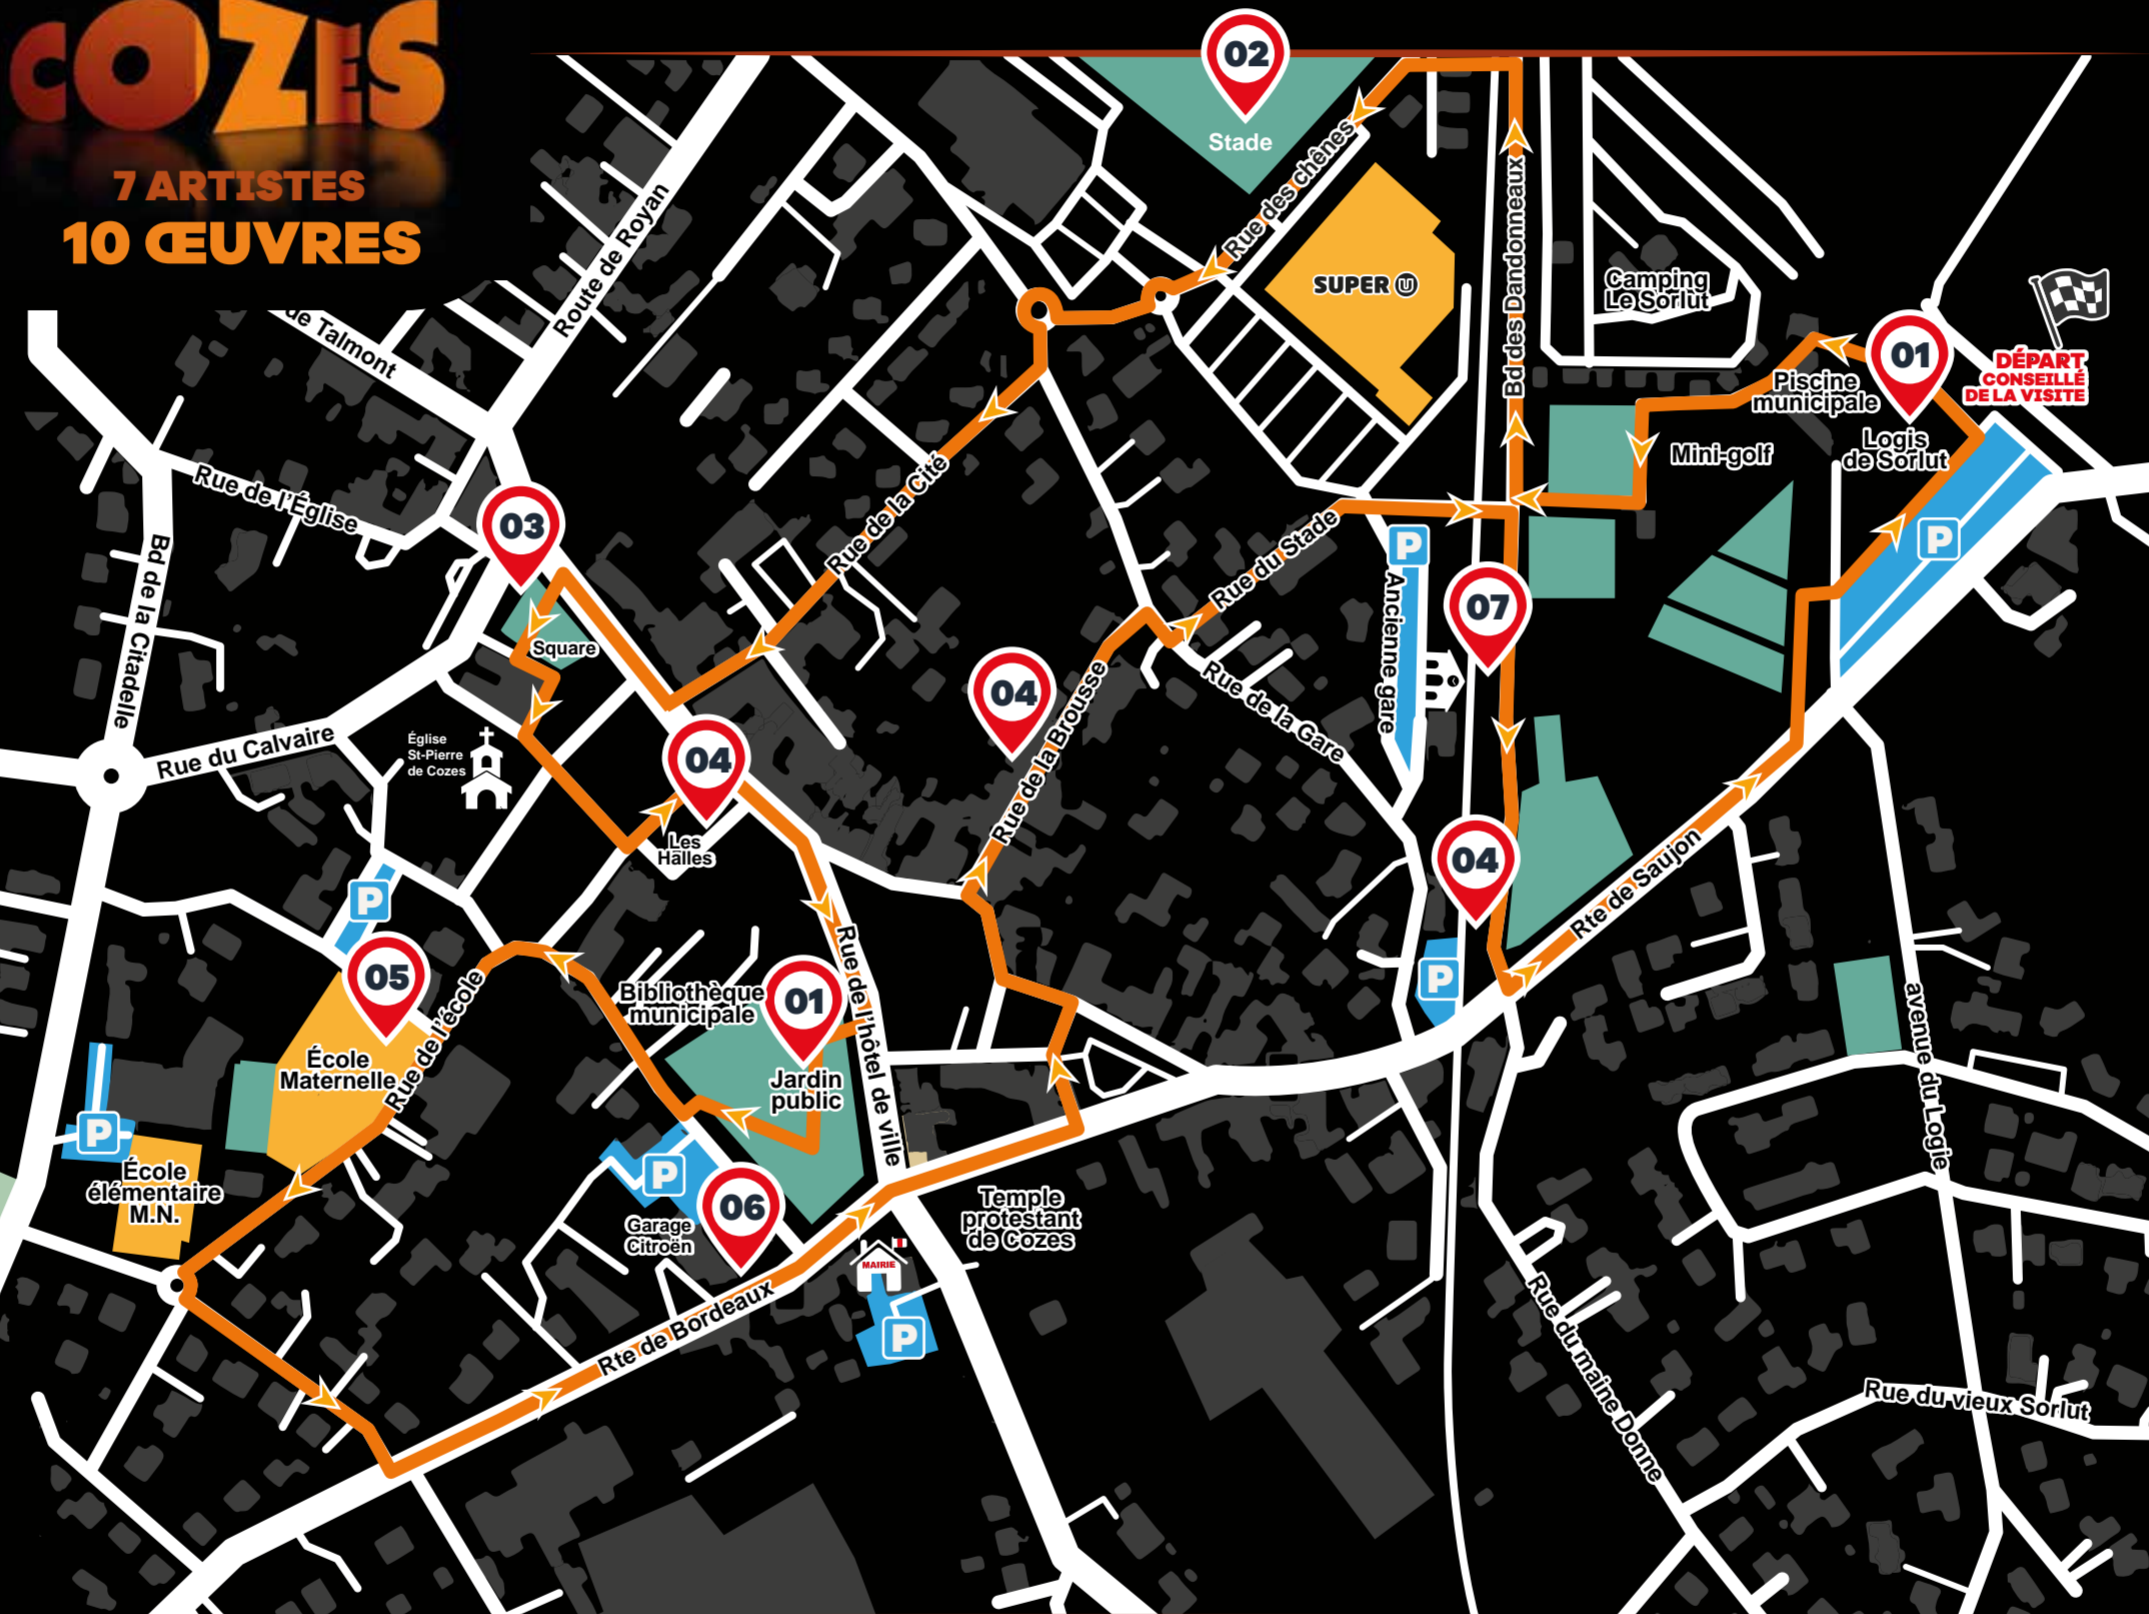 COZES
7 ARTISTES
10 ŒUVRES
02
Stade
Rue des chênes
Route de Royan
de Talmont
SUPER U
Bd des Dandonneaux
Camping
Le Sorlut
01
DÉPART
CONSEILLÉ
DE LA VISITE
Piscine
municipale
Mini-golf
Logis
de Sorlut
P
Rue de l'Église
03
Rue de la Cité
Rue du Stade
P
Ancienne gare
07
Bd de la Citadelle
Square
04
Rue de la Gare
Rue de la Brousse
Rue du Calvaire
Église
St-Pierre
de Cozes
04
Les
Halles
04
Rte de Saujon
P
05
Rue de l'école
École
Maternelle
Bibliothèque
municipale
01
Jardin
public
Rue de l'hôtel de ville
P
avenue du Logie
P
École
élémentaire
M.N.
P
Garage
Citroën
06
MAIRIE
P
Temple
protestant
de Cozes
Rte de Bordeaux
Rue du maine Donne
Rue du vieux Sorlut